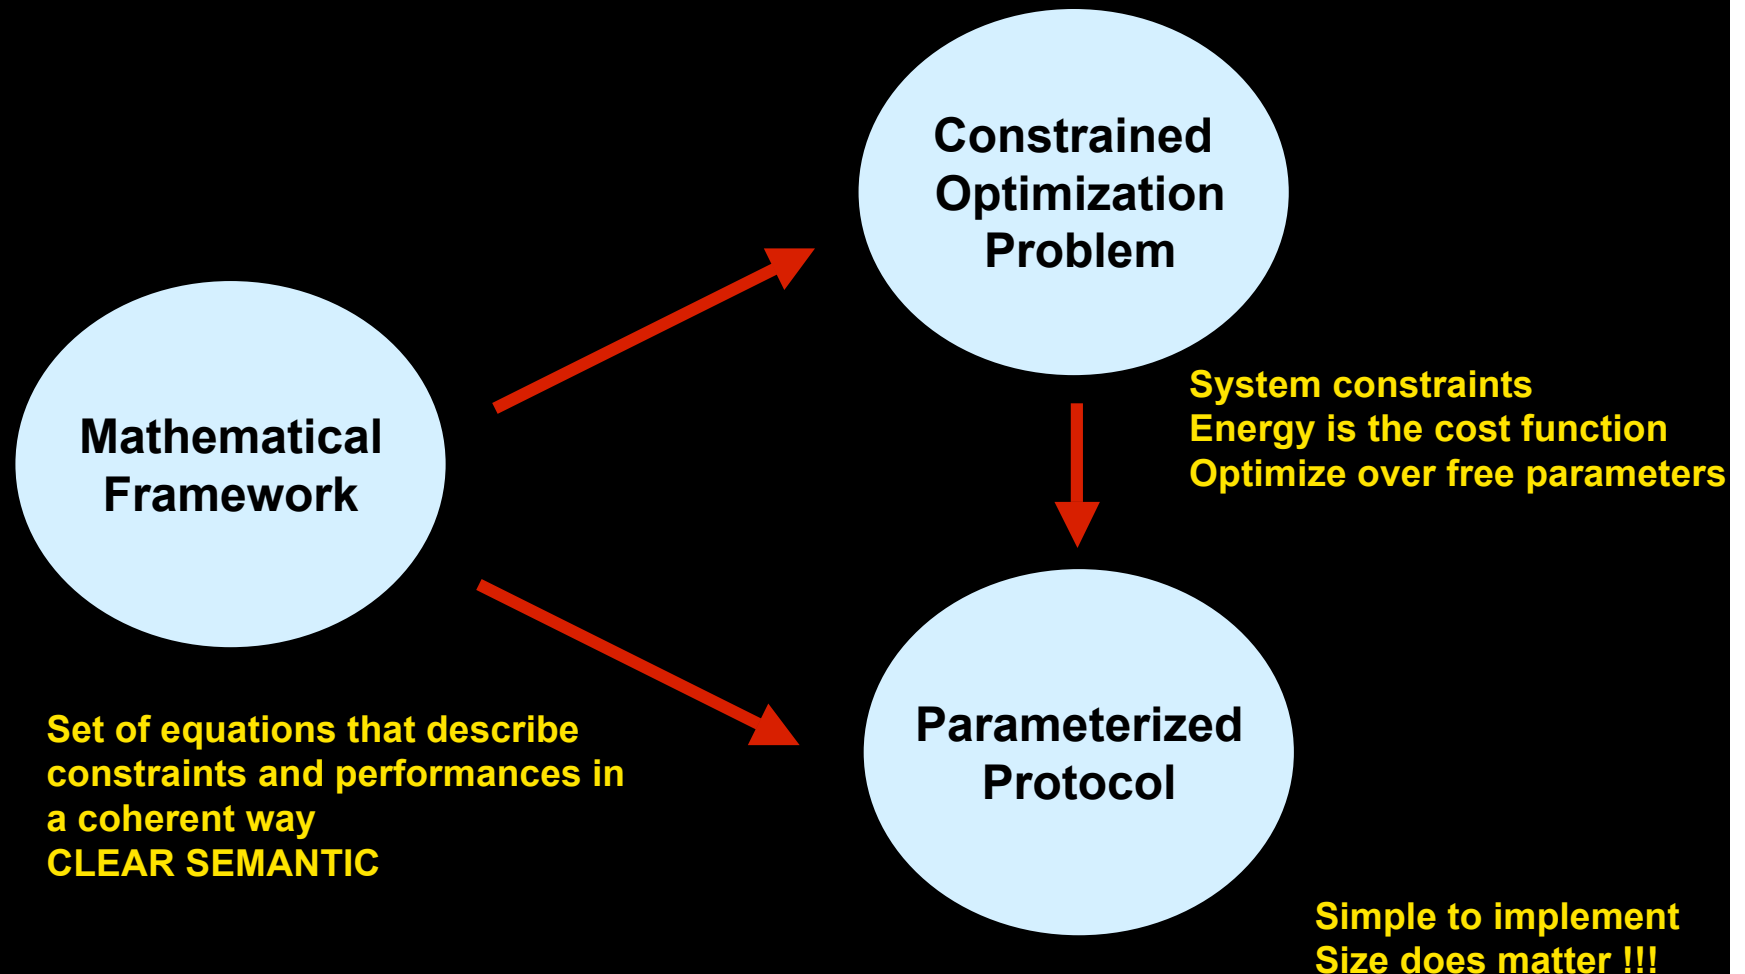 Constrained
Optimization
Problem
Mathematical
Framework
System constraints
Energy is the cost function
Optimize over free parameters
Set of equations that describe
constraints and performances in
a coherent way
CLEAR SEMANTIC
Parameterized
Protocol
Simple to implement
Size does matter !!!